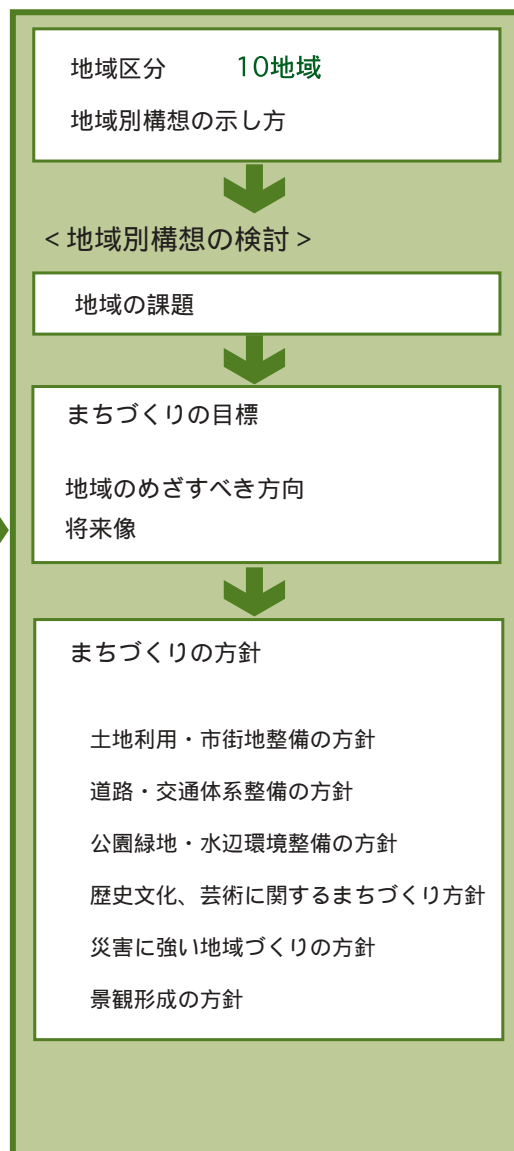 地域区分 10地域
地域別構想の示し方
<地域別構想の検討>
地域の課題
まちづくりの目標
地域のめざすべき方向
将来像
まちづくりの方針
土地利用・市街地整備の方針
道路・交通体系整備の方針
公園緑地・水辺環境整備の方針
歴史文化、芸術に関するまちづくり方針
災害に強い地域づくりの方針
景観形成の方針